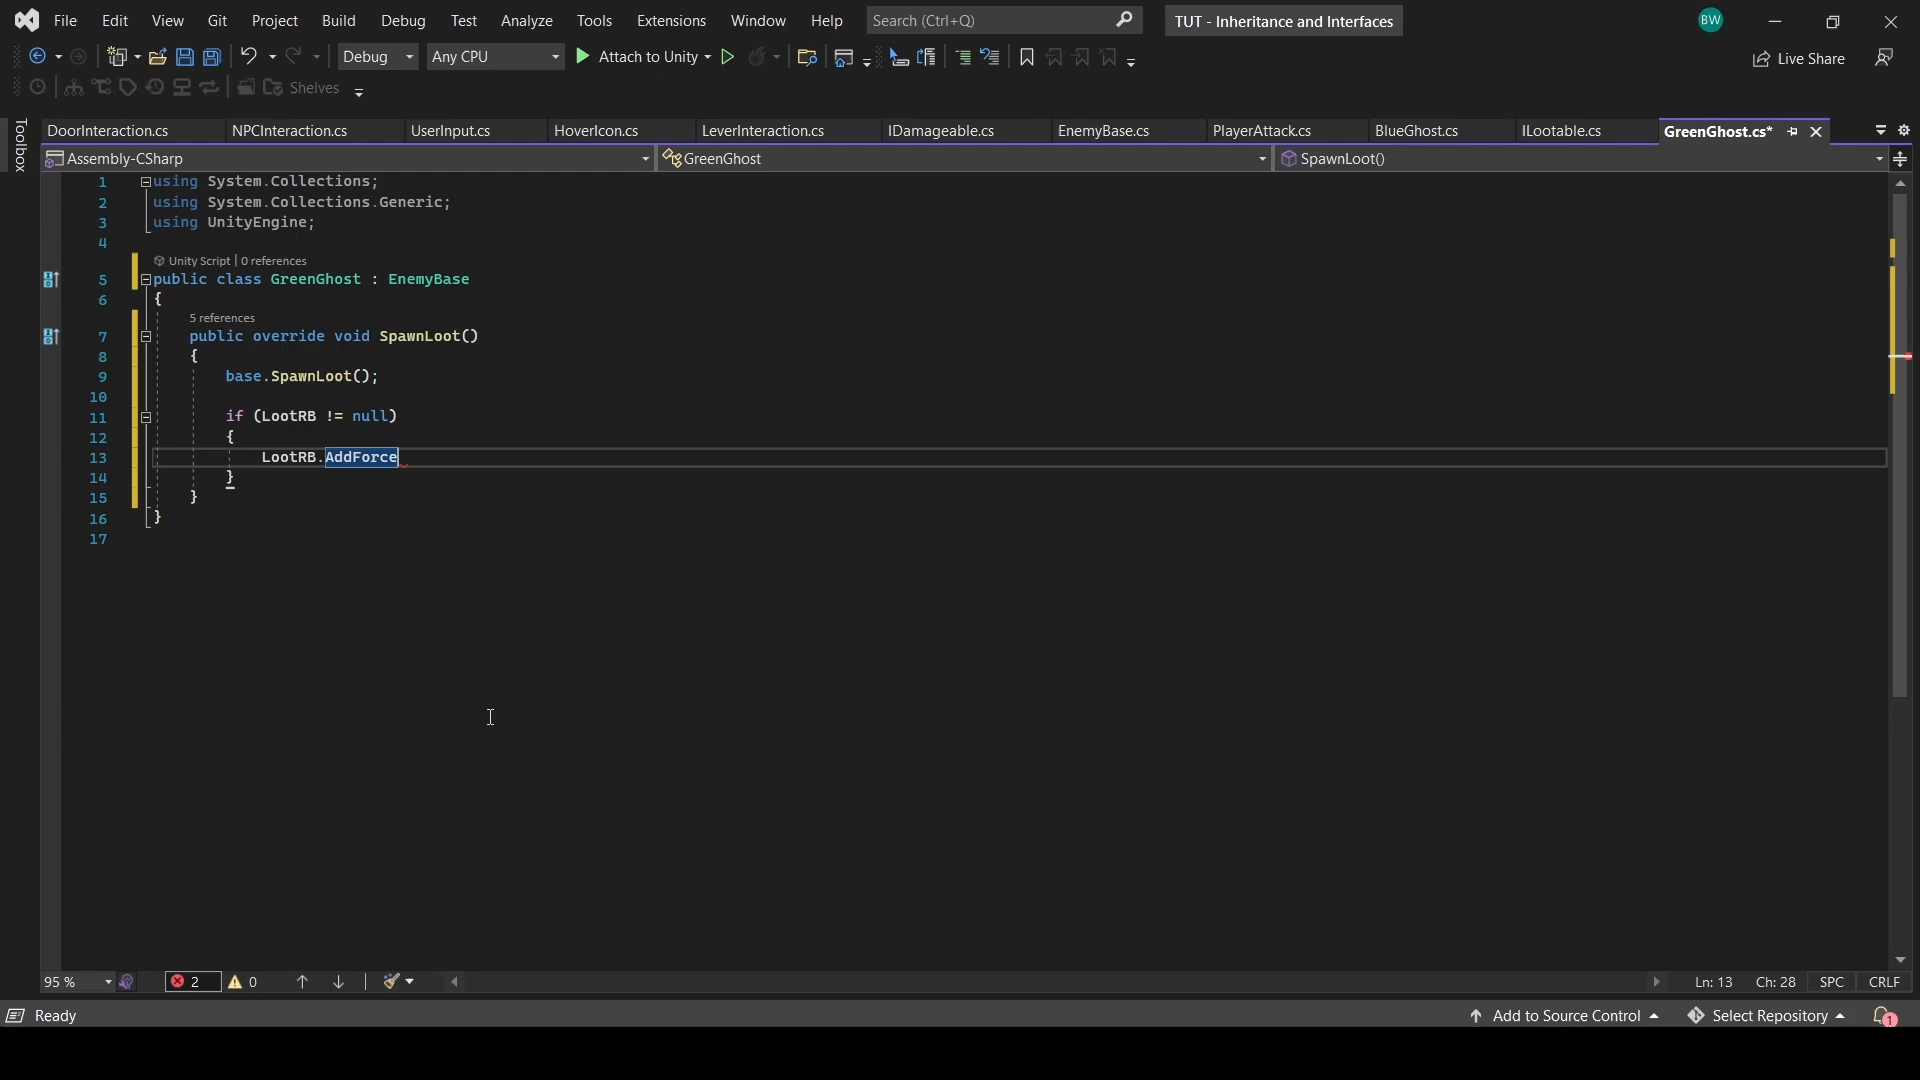 File Edit View Git Project Build Debug Test Analyze Tools Extensions Window Help Search (Ctrl+Q) TUT - Inheritance and Interfaces BW
Debug Any CPU Attach to Unity Live Share
Shelves
Toolbox
DoorInteraction.cs NPCInteraction.cs UserInput.cs HoverIcon.cs LeverInteraction.cs IDamageable.cs EnemyBase.cs PlayerAttack.cs BlueGhost.cs ILootable.cs GreenGhost.cs*
Assembly-CSharp GreenGhost SpawnLoot()
1 using System.Collections;
2 using System.Collections.Generic;
3 using UnityEngine;
4
Unity Script | 0 references
5 public class GreenGhost : EnemyBase
6 {
5 references
7 public override void SpawnLoot()
8 {
9 base.SpawnLoot();
10
11 if (LootRB != null)
12 {
13 LootRB.AddForce
14 }
15 }
16 }
17
95 % 2 0 Ln: 13 Ch: 28 SPC CRLF
Ready Add to Source Control Select Repository 1